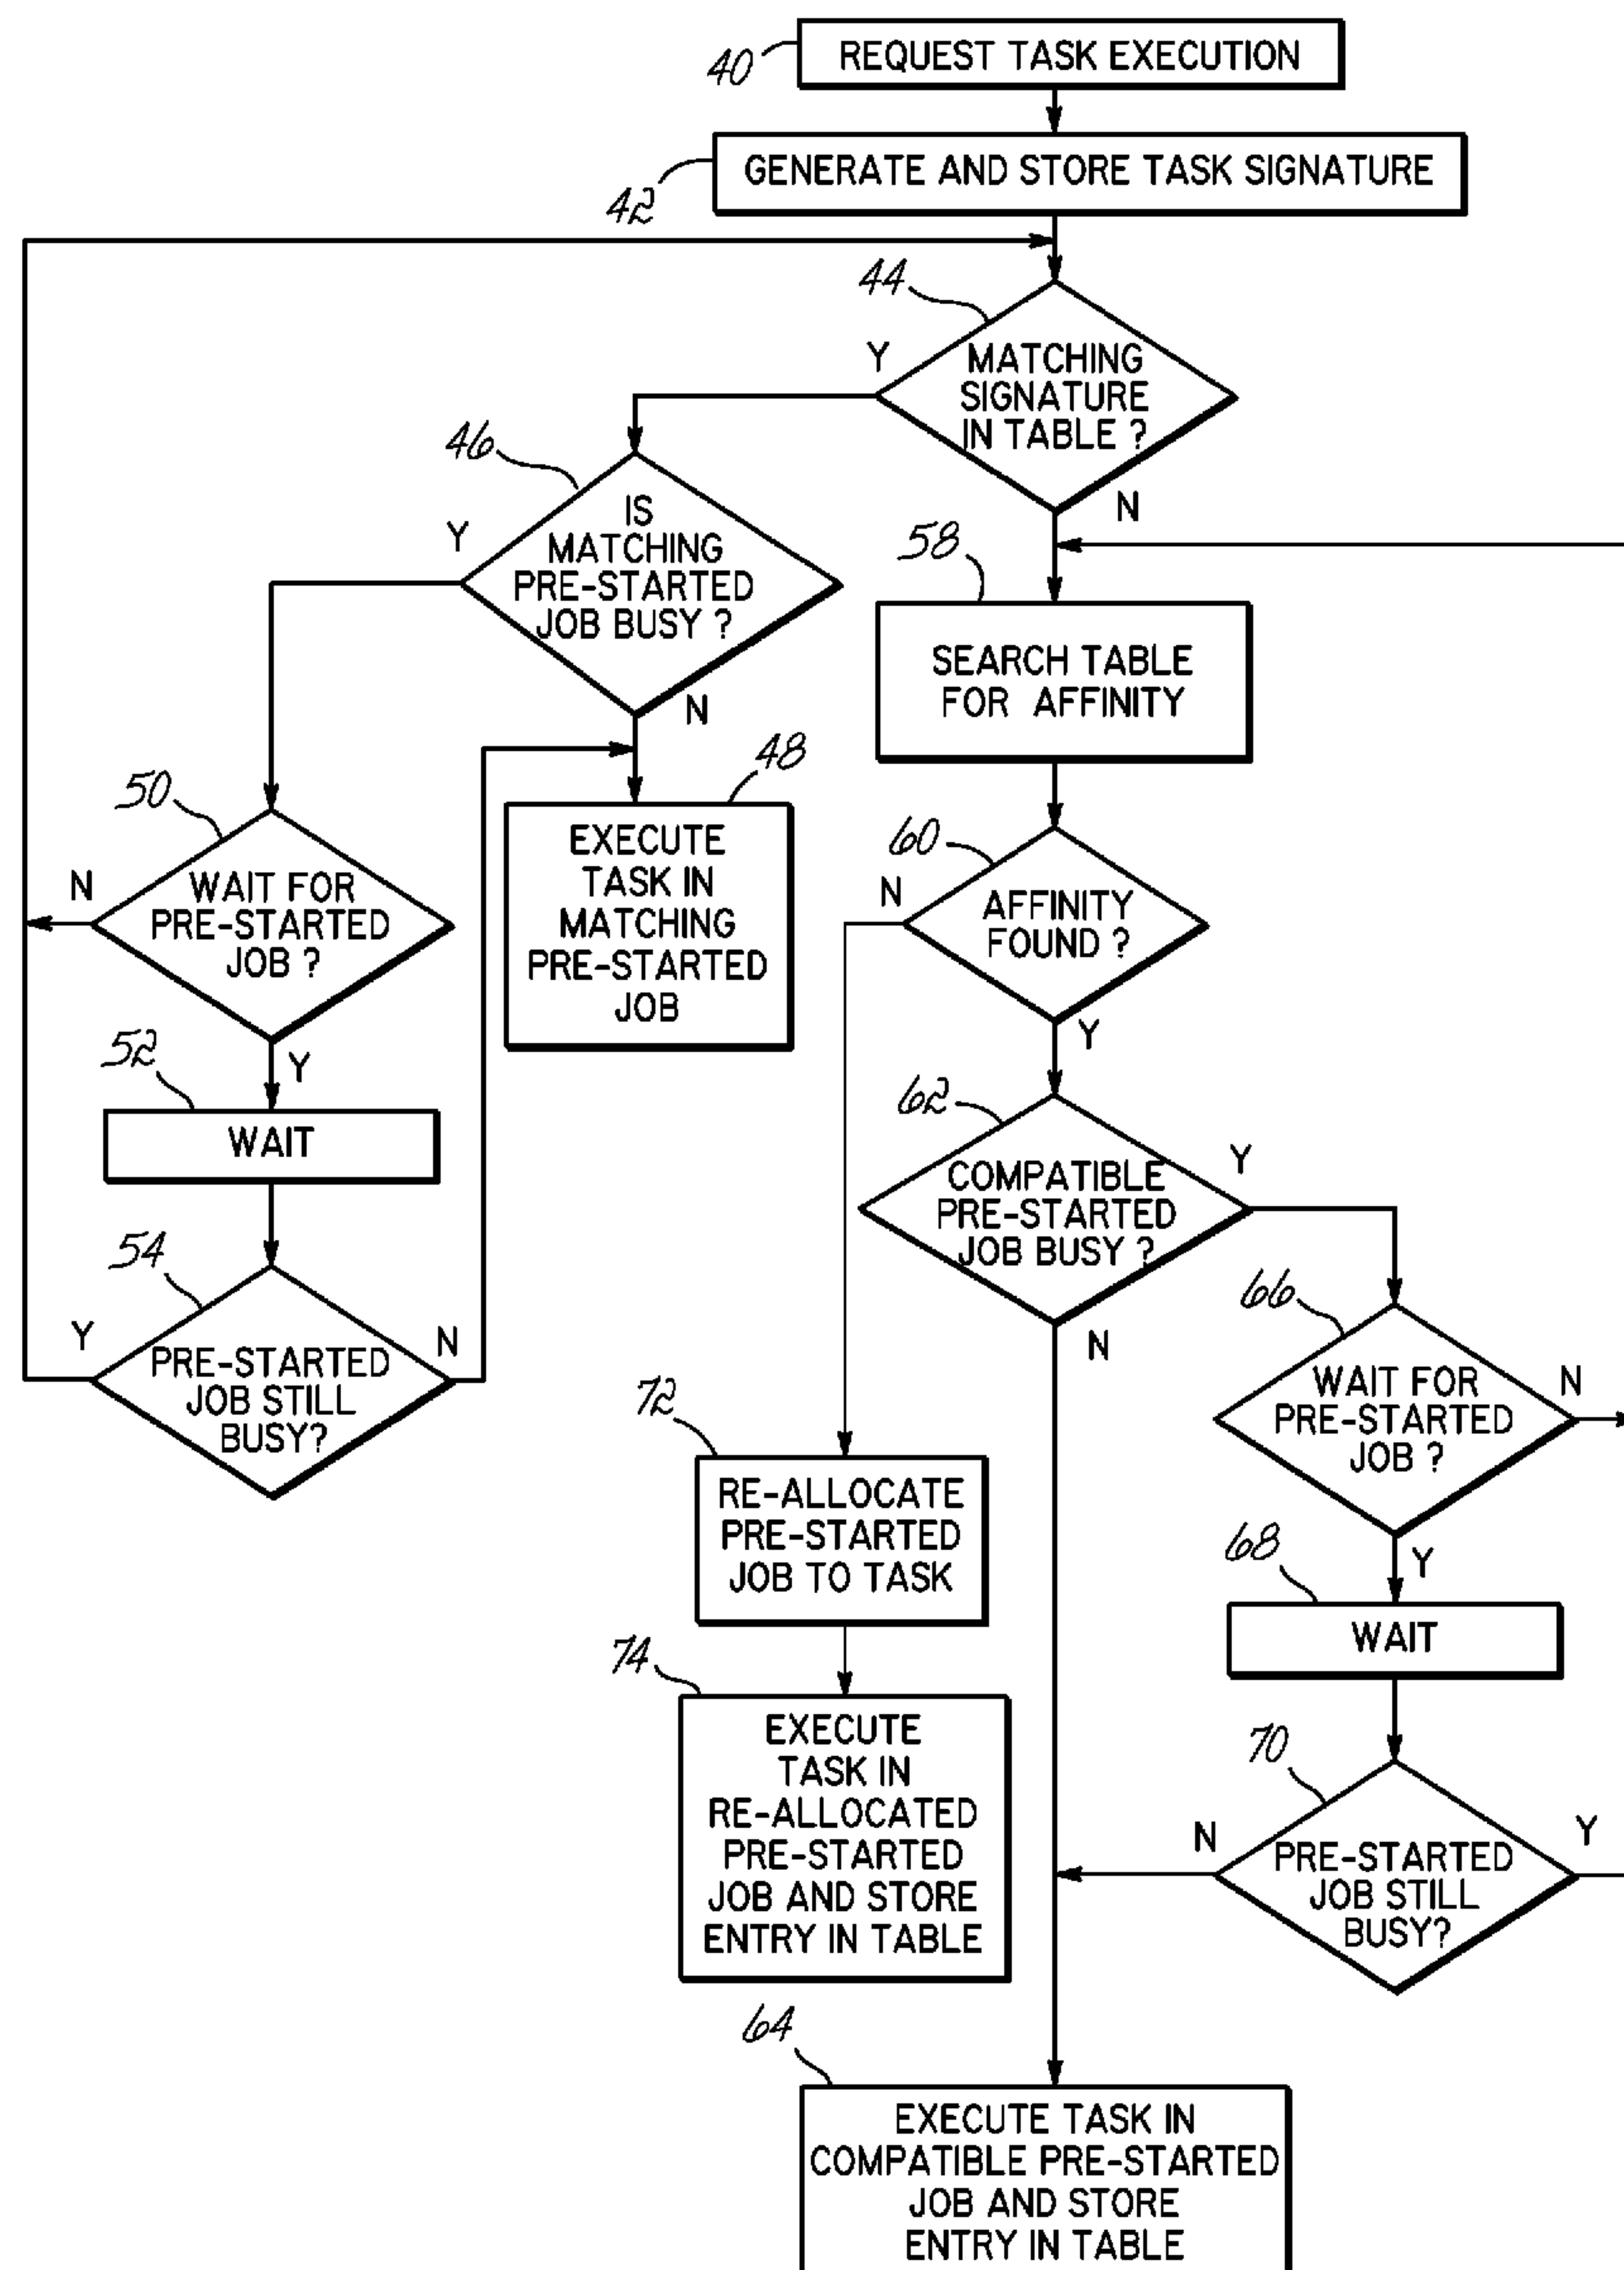 40
REQUEST TASK EXECUTION
42
GENERATE AND STORE TASK SIGNATURE
44
Y
MATCHING
SIGNATURE
IN TABLE ?
N
46
Y
IS
MATCHING
PRE-STARTED
JOB BUSY ?
N
48
EXECUTE
TASK IN
MATCHING
PRE-STARTED
JOB
50
N
WAIT FOR
PRE-STARTED
JOB ?
Y
52
WAIT
54
Y
N
PRE-STARTED
JOB STILL
BUSY?
58
SEARCH TABLE
FOR AFFINITY
60
N
AFFINITY
FOUND ?
Y
62
Y
COMPATIBLE
PRE-STARTED
JOB BUSY ?
N
66
N
WAIT FOR
PRE-STARTED
JOB ?
Y
68
WAIT
70
N
Y
PRE-STARTED
JOB STILL
BUSY?
72
RE-ALLOCATE
PRE-STARTED
JOB TO TASK
74
EXECUTE
TASK IN
RE-ALLOCATED
PRE-STARTED
JOB AND STORE
ENTRY IN TABLE
64
EXECUTE TASK IN
COMPATIBLE PRE-STARTED
JOB AND STORE
ENTRY IN TABLE